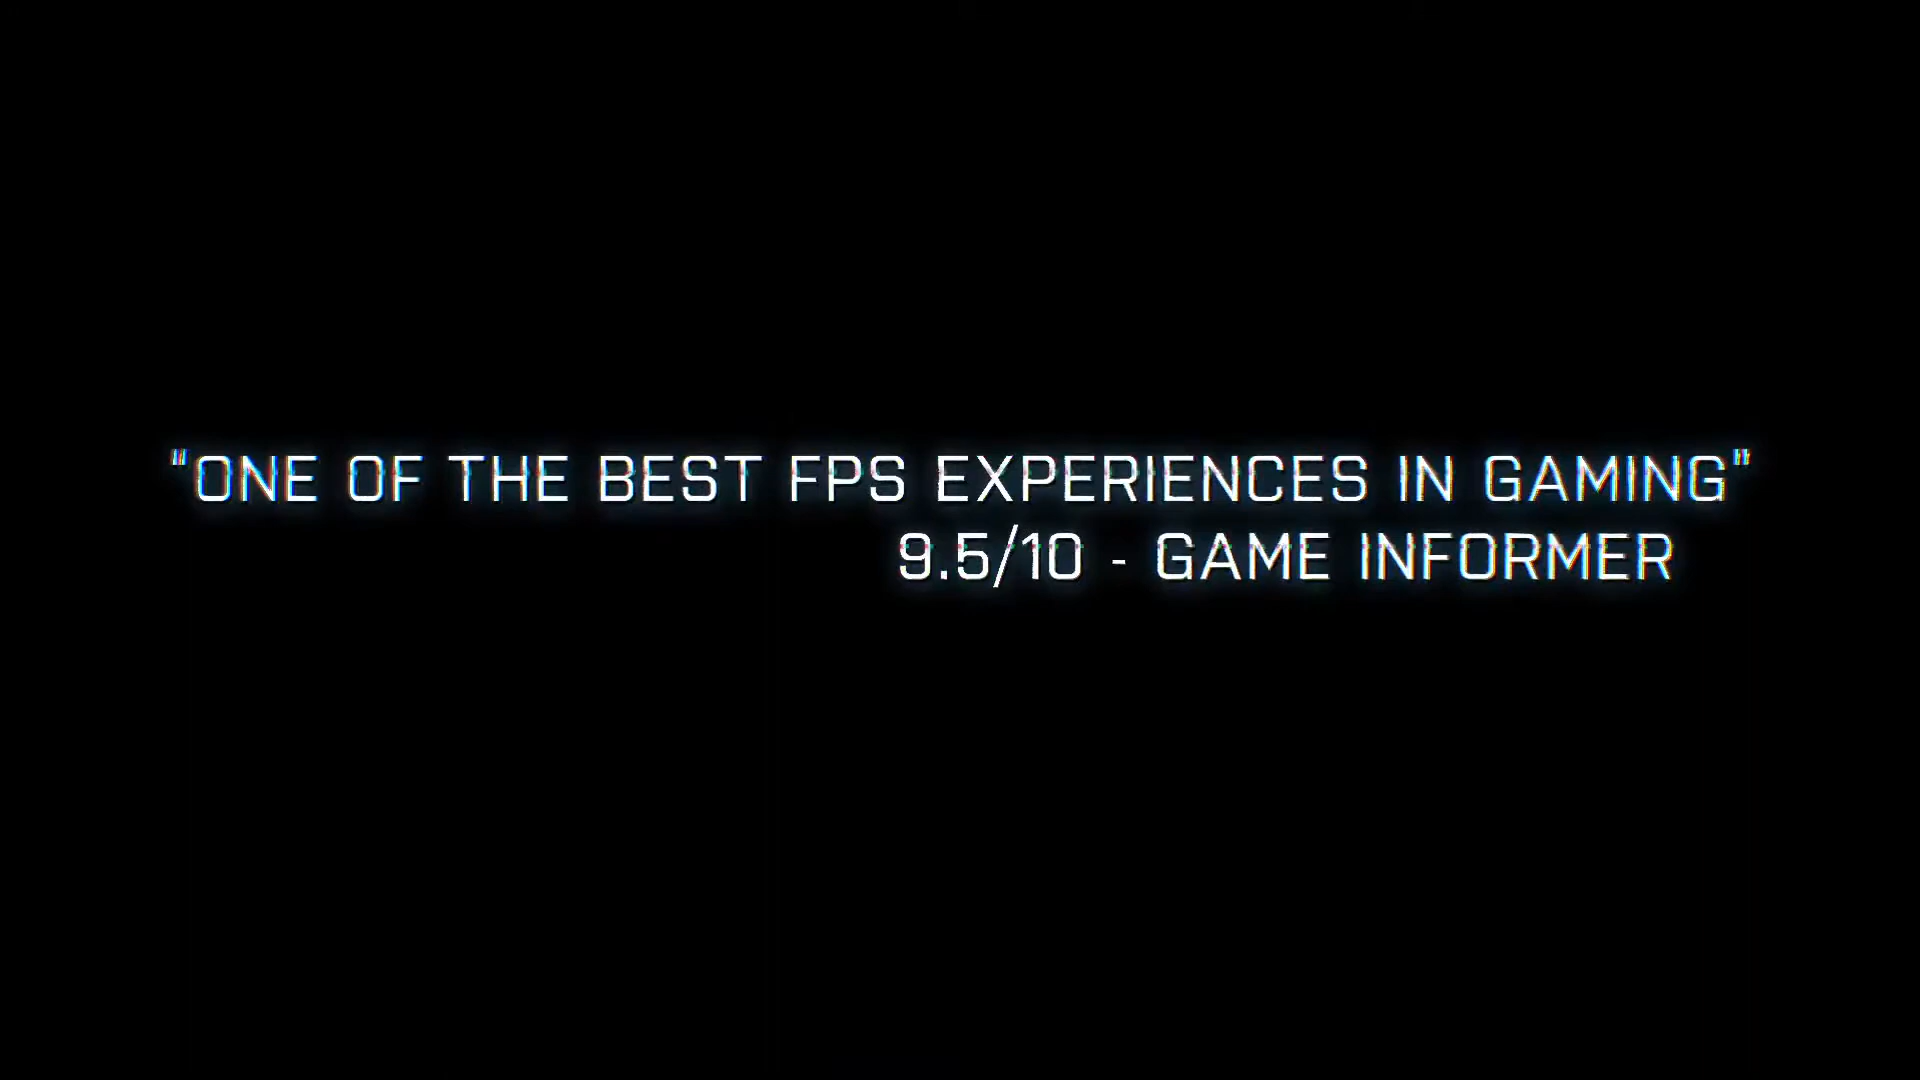 "ONE OF THE BEST FPS EXPERIENCES IN GAMING"
9.5/10 - GAME INFORMER